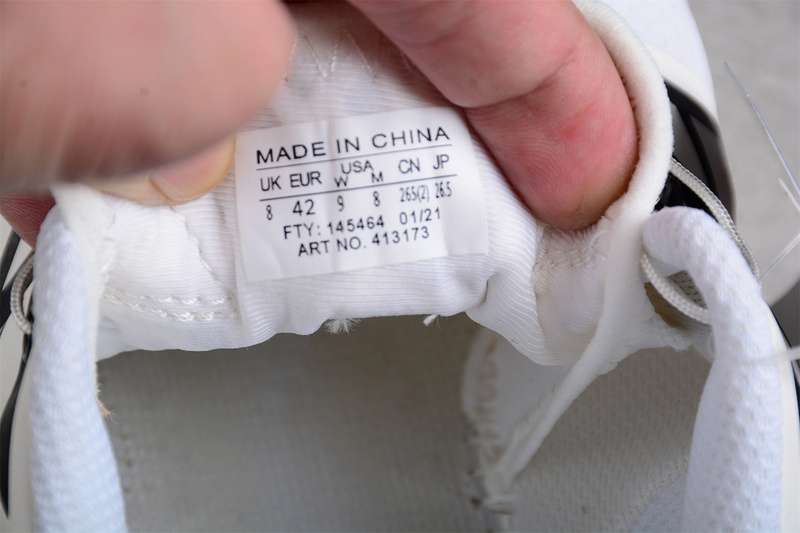 MADE IN CHINA
UK EUR USA W M CN JP
8 42 9 8 265(2) 26.5
FTY: 145464 01/21
ART NO. 413173